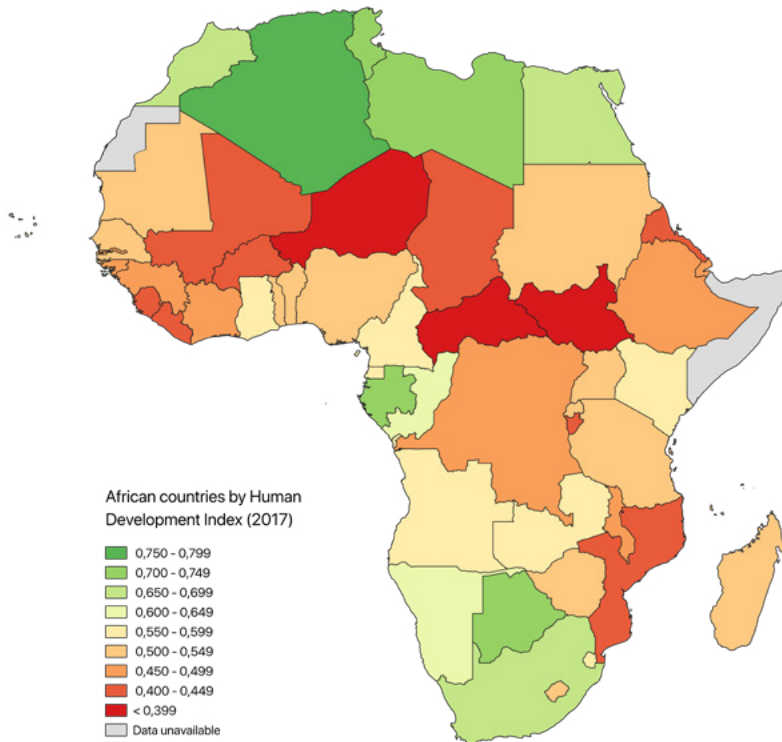 African countries by Human
Development Index (2017)
0,750 - 0,799
0,700 - 0,749
0,650 - 0,699
0,600 - 0,649
0,550 - 0,599
0,500 - 0,549
0,450 - 0,499
0,400 - 0,449
< 0,399
Data unavailable